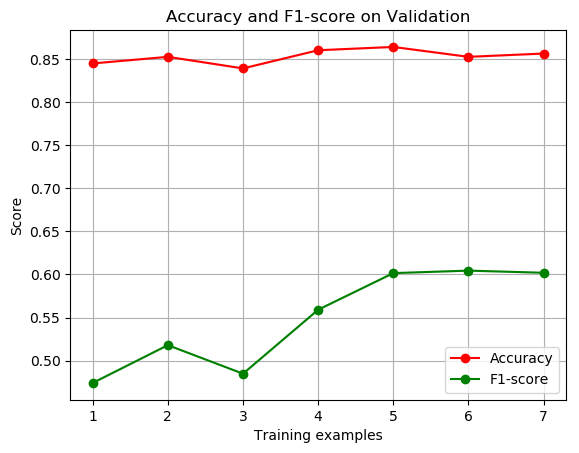 Accuracy and F1-score on Validation
Score
0.85
0.80
0.75
0.70
0.65
0.60
0.55
0.50
Accuracy
F1-score
1 2 3 4 5 6 7
Training examples